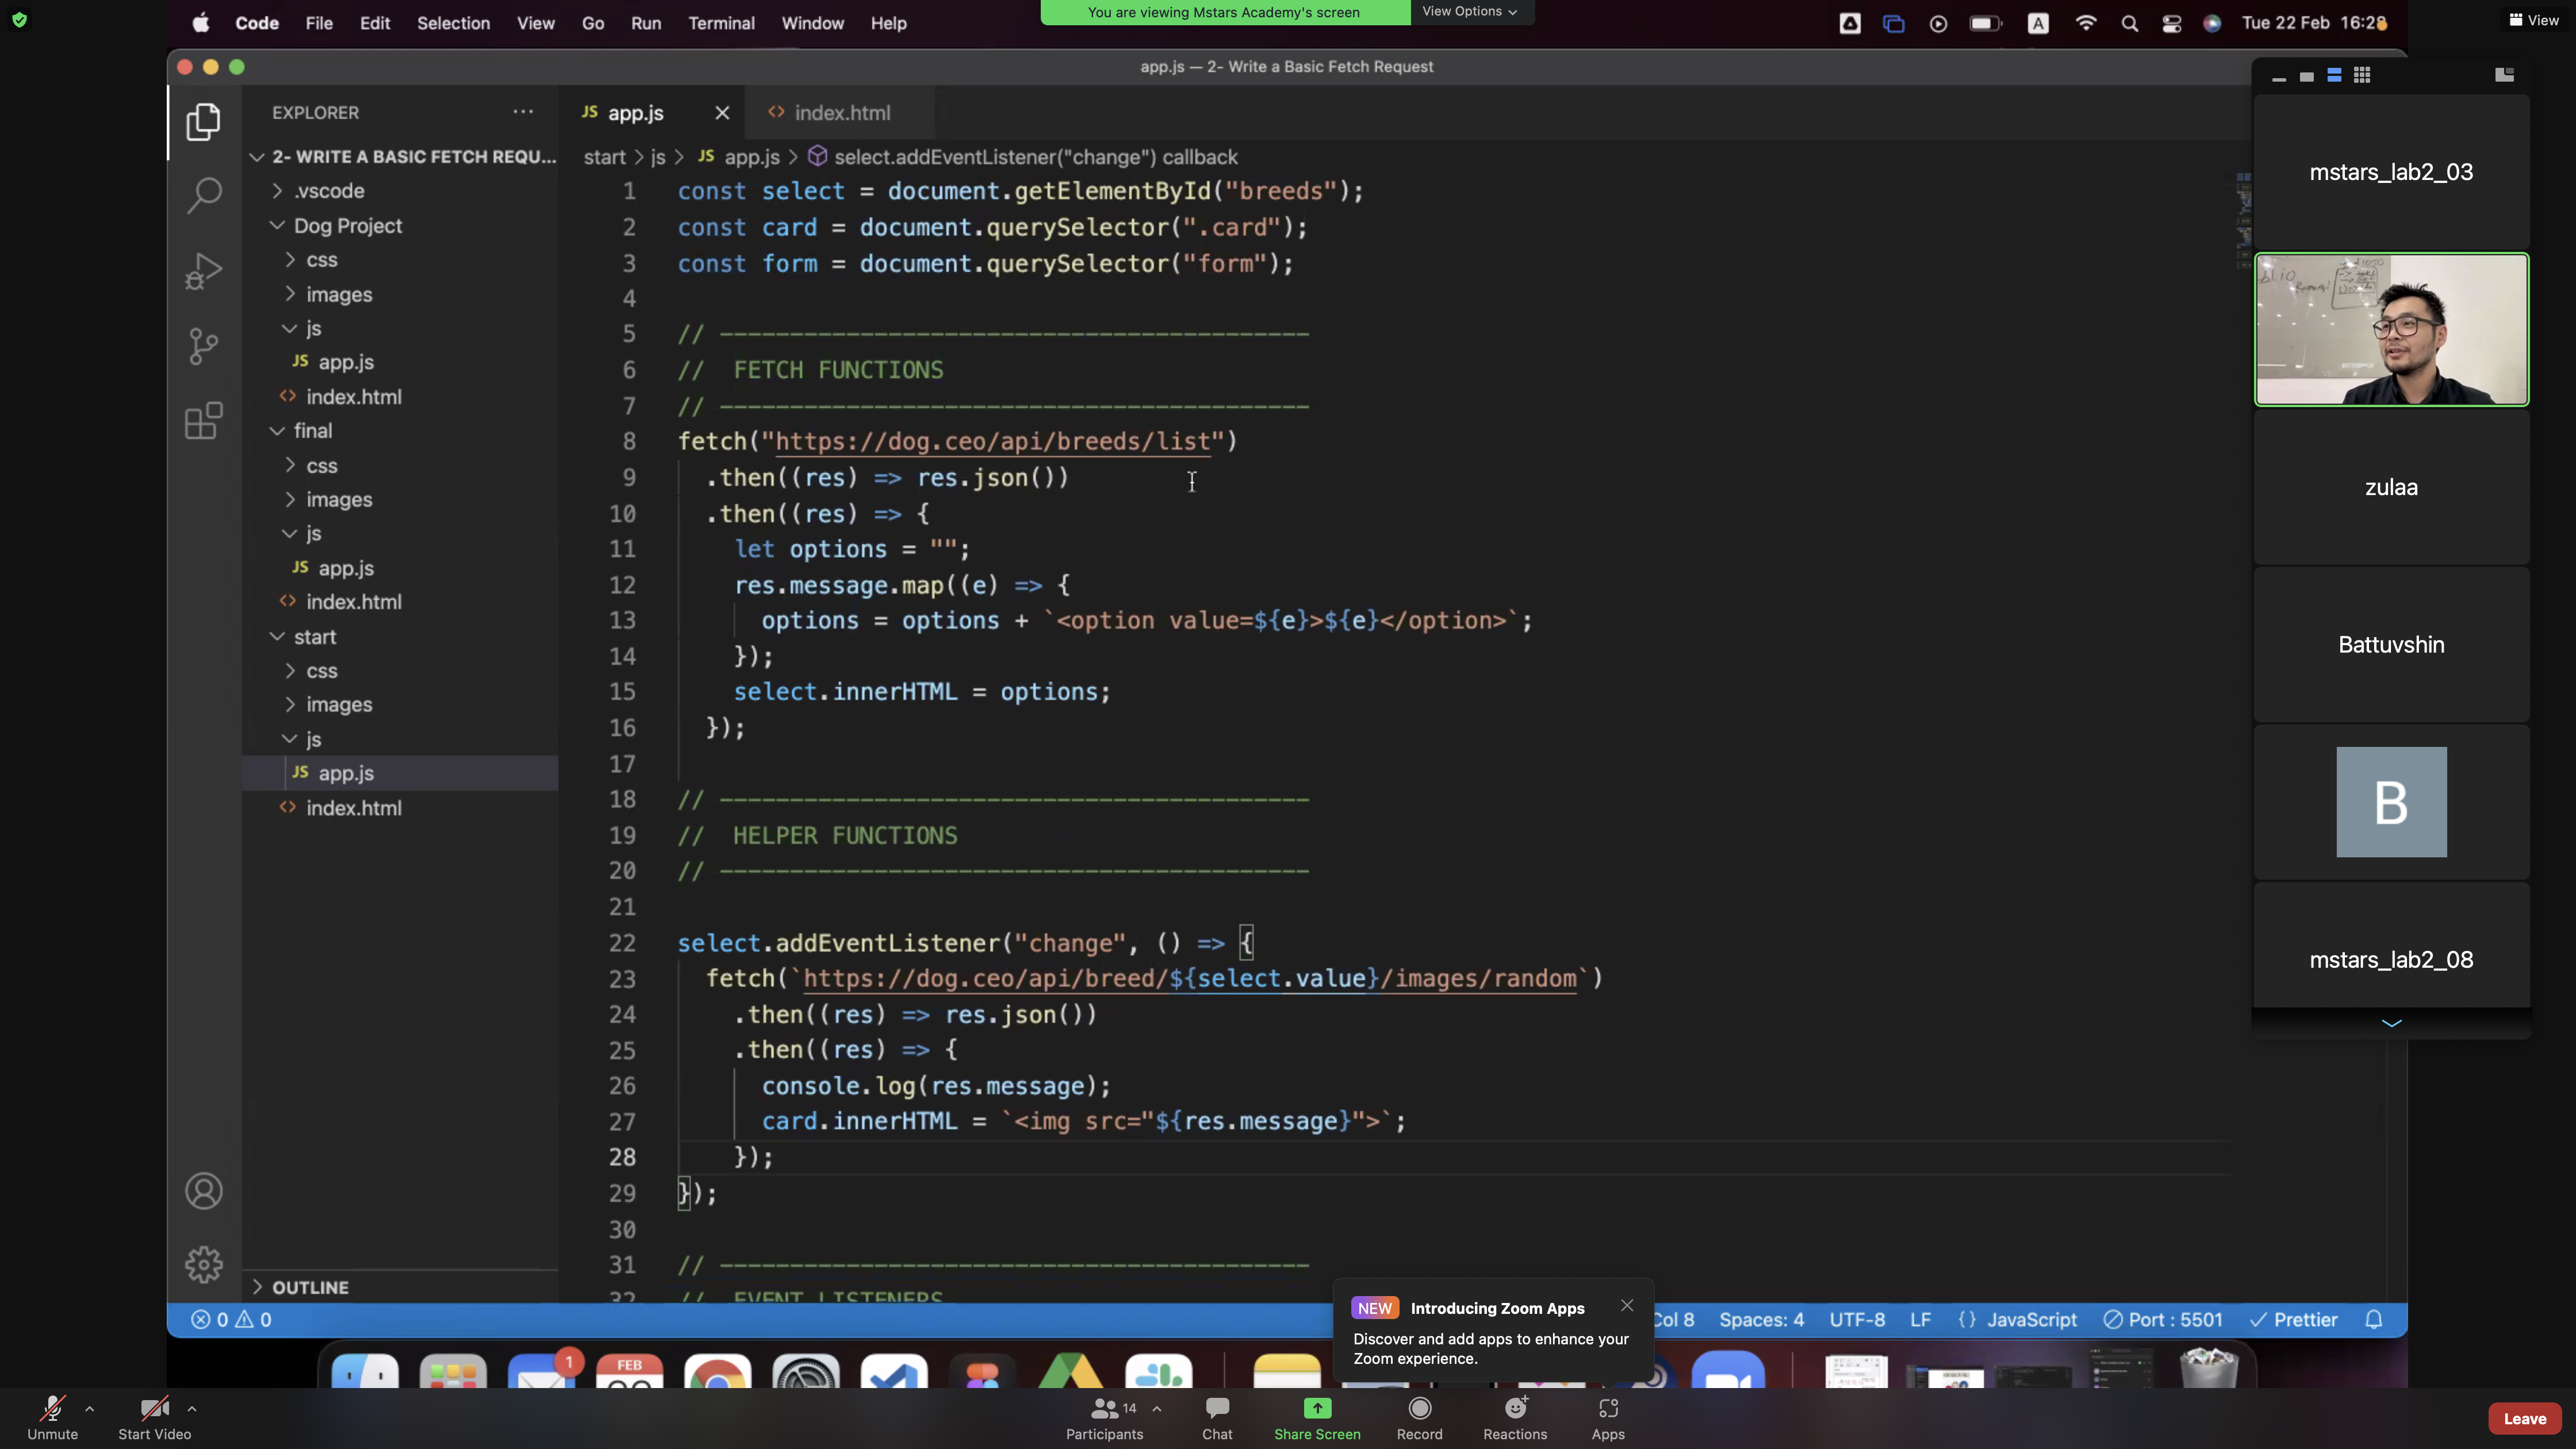 Code File Edit Selection View Go Run Terminal Window Help
You are viewing Mstars Academy's screen View Options
A Tue 22 Feb 16:28
View
app.js — 2- Write a Basic Fetch Request
EXPLORER
2- WRITE A BASIC FETCH REQU...
.vscode
Dog Project
css
images
js
JS app.js
<> index.html
final
css
images
js
JS app.js
<> index.html
start
css
images
js
JS app.js
<> index.html
OUTLINE
JS app.js <> index.html
start > js > JS app.js > select.addEventListener("change") callback
1 const select = document.getElementById("breeds");
2 const card = document.querySelector(".card");
3 const form = document.querySelector("form");
4
5 // ------------------------------------------
6 // FETCH FUNCTIONS
7 // ------------------------------------------
8 fetch("https://dog.ceo/api/breeds/list")
9 .then((res) => res.json())
10 .then((res) => {
11 let options = "";
12 res.message.map((e) => {
13 options = options + `<option value=${e}>${e}</option>`;
14 });
15 select.innerHTML = options;
16 });
17
18 // ------------------------------------------
19 // HELPER FUNCTIONS
20 // ------------------------------------------
21
22 select.addEventListener("change", () => {
23 fetch(`https://dog.ceo/api/breed/${select.value}/images/random`)
24 .then((res) => res.json())
25 .then((res) => {
26 console.log(res.message);
27 card.innerHTML = `<img src="${res.message}">`;
28 });
29 });
30
31 // ------------------------------------------
32 // EVENT LISTENERS
mstars_lab2_03
zulaa
Battuvshin
B
mstars_lab2_08
NEW Introducing Zoom Apps
Discover and add apps to enhance your
Zoom experience.
0 0 Col 8 Spaces: 4 UTF-8 LF {} JavaScript Port : 5501 Prettier
1
FEB
Unmute Start Video Participants 14 Chat Share Screen Record Reactions Apps Leave